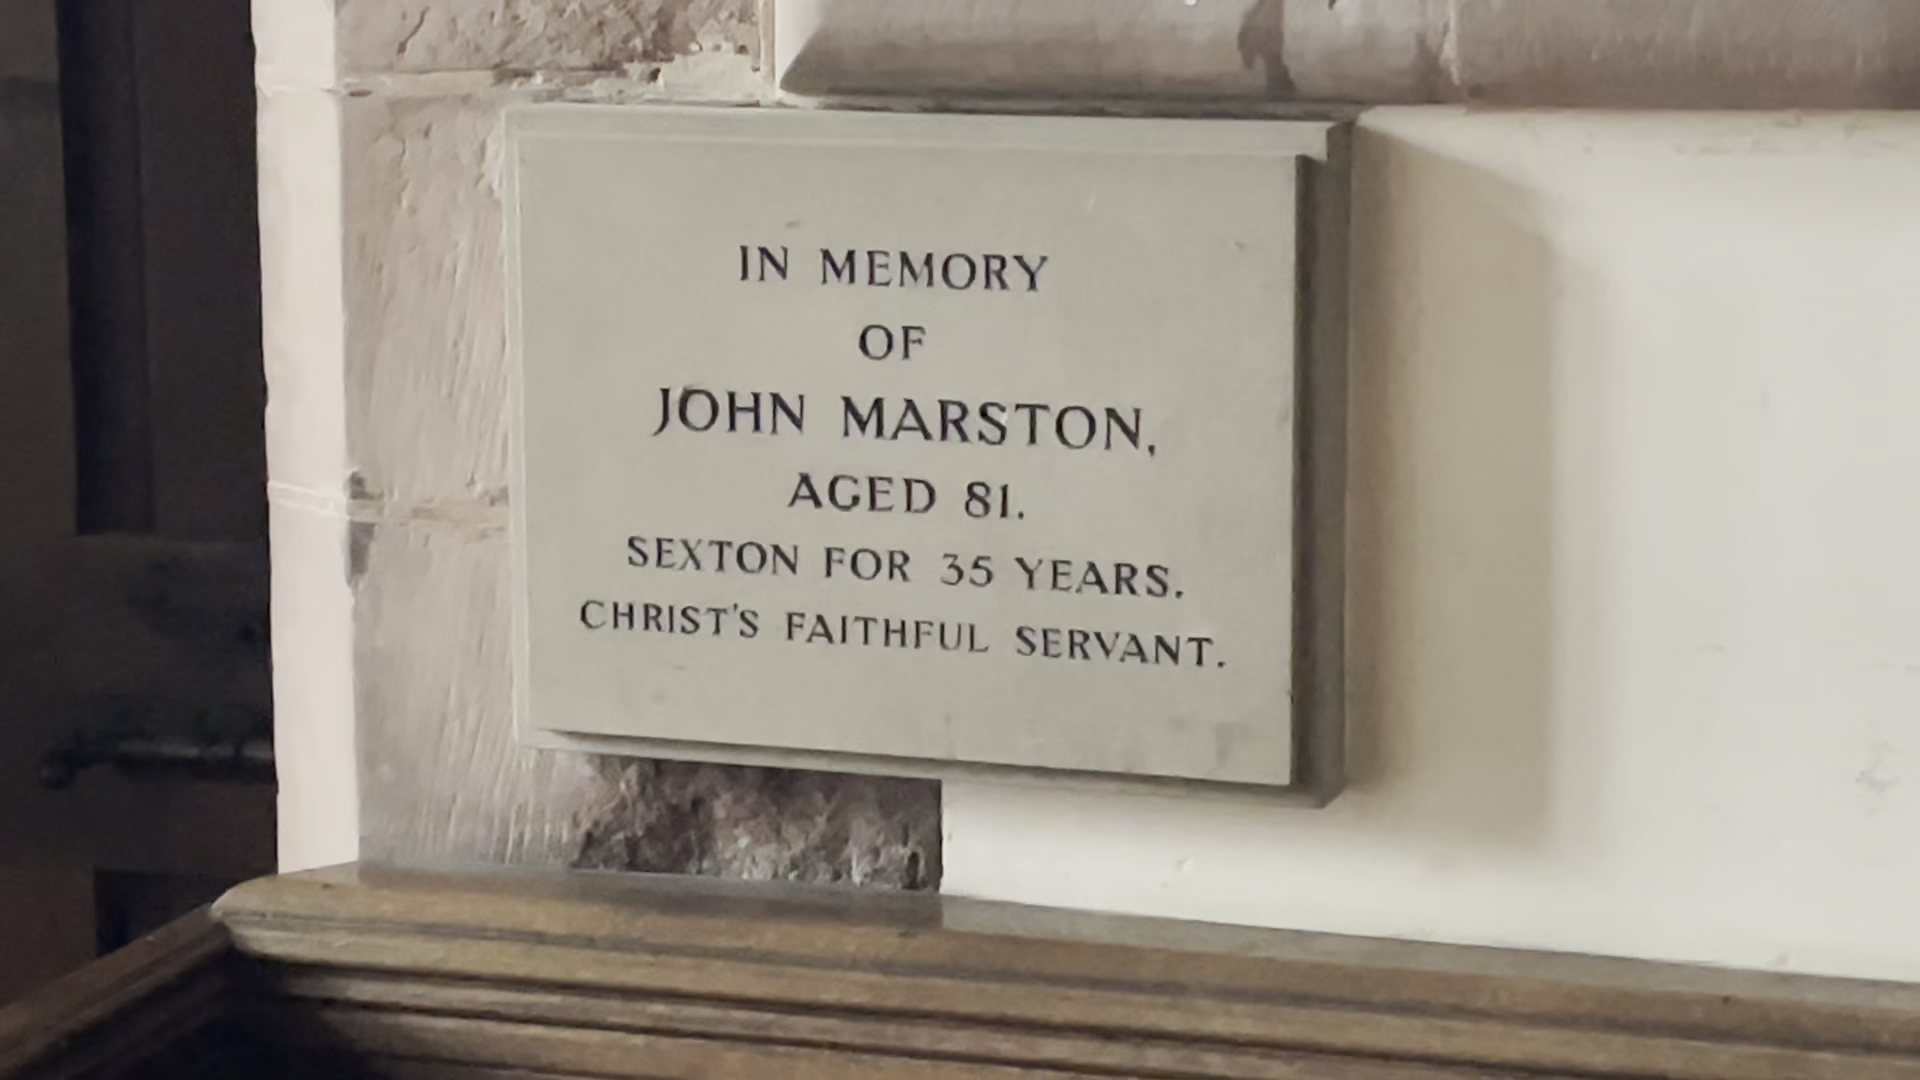 IN MEMORY
OF
JOHN MARSTON,
AGED 81.
SEXTON FOR 35 YEARS.
CHRIST'S FAITHFUL SERVANT.